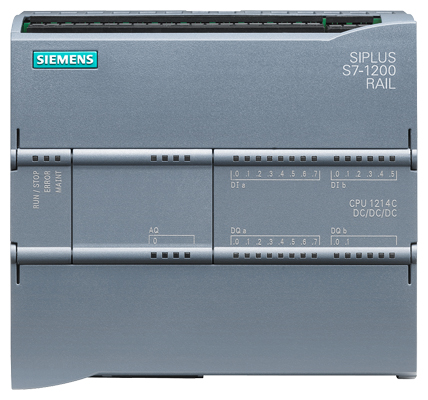 SIEMENS
SIPLUS
S7-1200
RAIL
RUN / STOP
ERROR
MAINT
.0 .1 .2 .3 .4 .5 .6 .7
DI a
.0 .1 .2 .3 .4 .5
DI b
CPU 1214C
DC/DC/DC
AQ
0
DQ a
.0 .1 .2 .3 .4 .5 .6 .7
DQ b
.0 .1